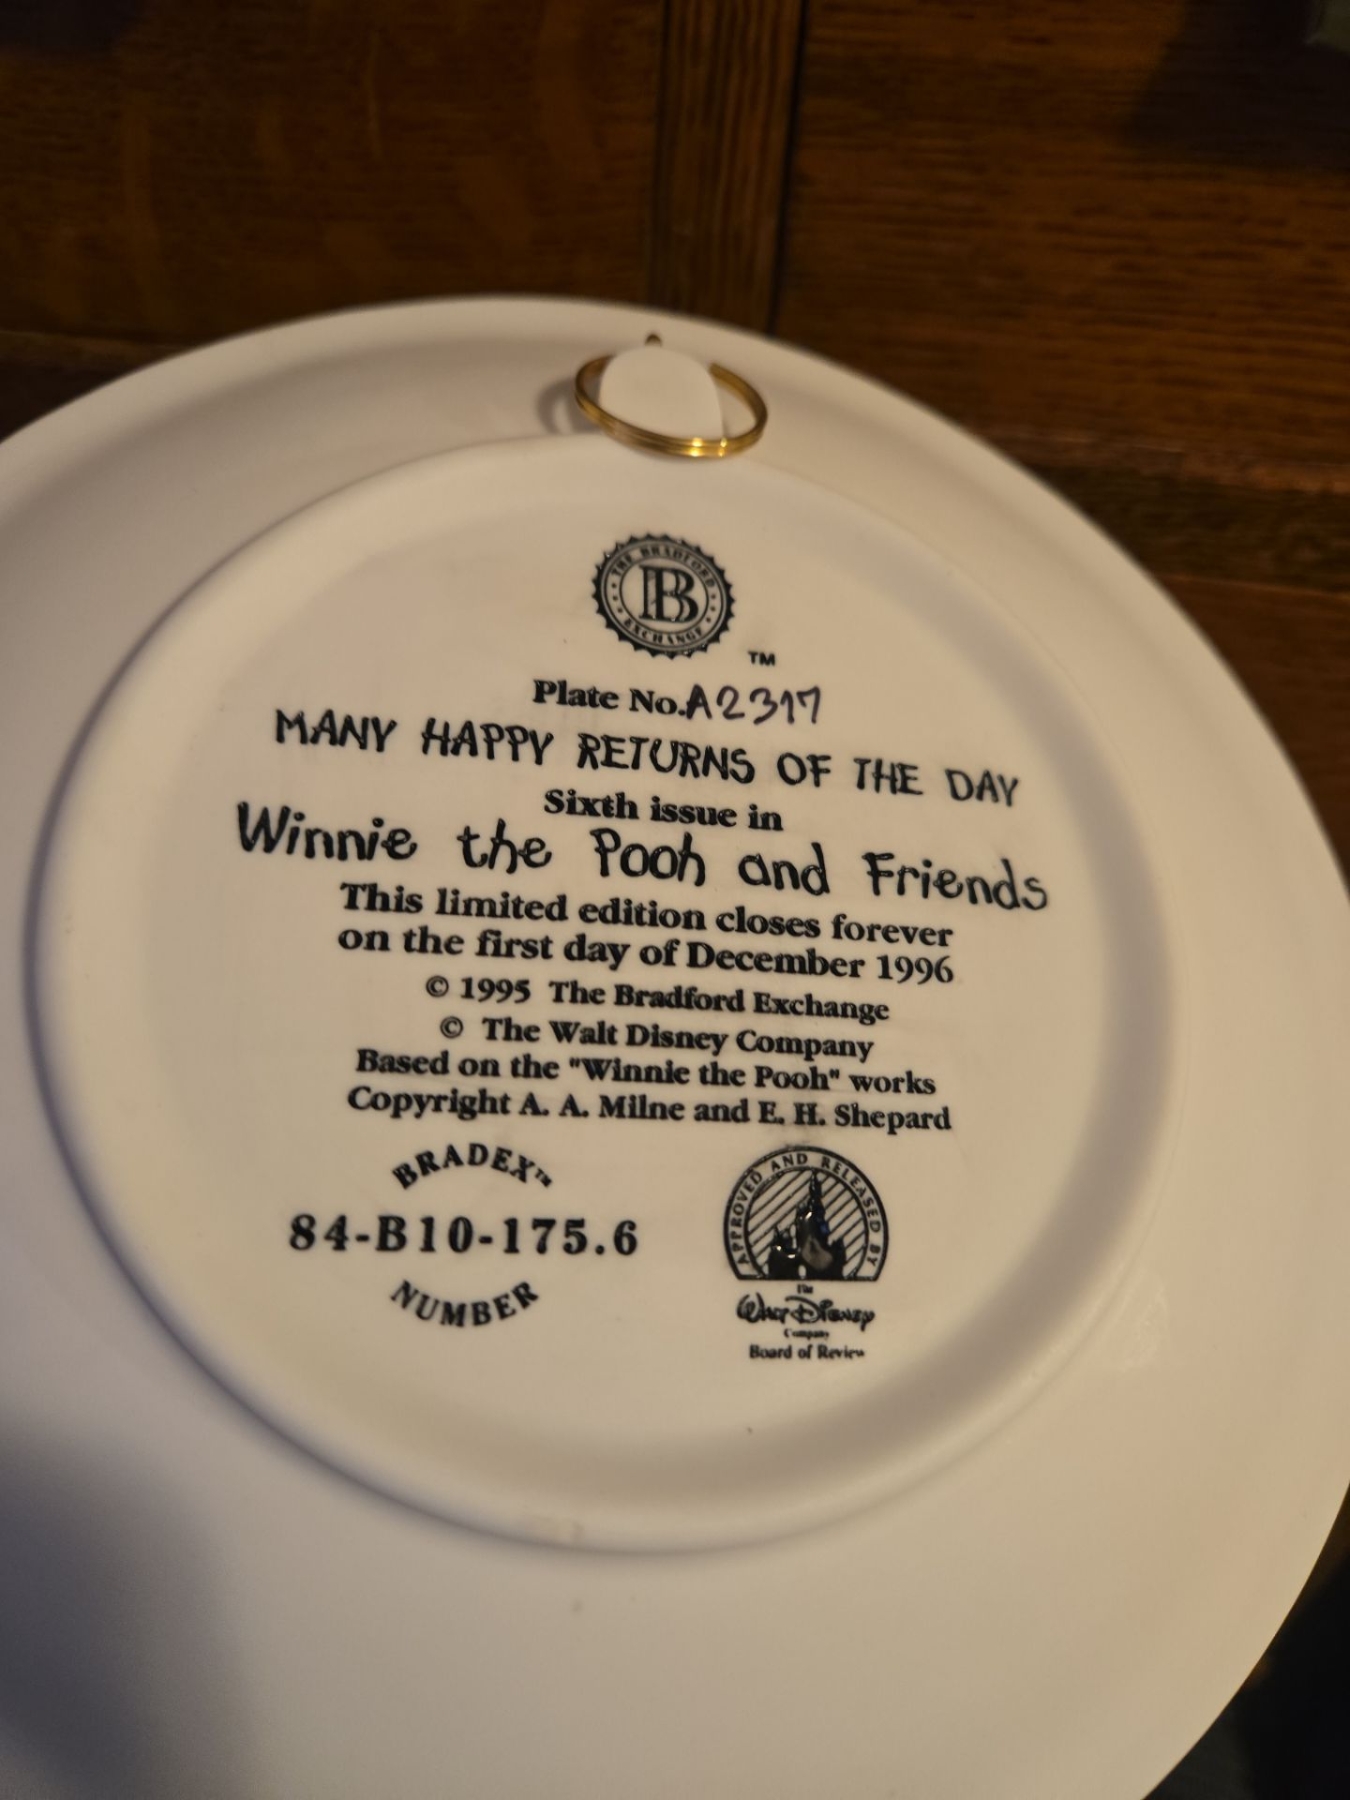 THE BRADFORD
B
EXCHANGE
TM
Plate No. A2317
MANY HAPPY RETURNS OF THE DAY
Sixth issue in
Winnie the Pooh and Friends
This limited edition closes forever
on the first day of December 1996
© 1995 The Bradford Exchange
© The Walt Disney Company
Based on the "Winnie the Pooh" works
Copyright A. A. Milne and E. H. Shepard
BRADEX™
84-B10-175.6
NUMBER
APPROVED AND RELEASED BY
The
Walt Disney
Company
Board of Review